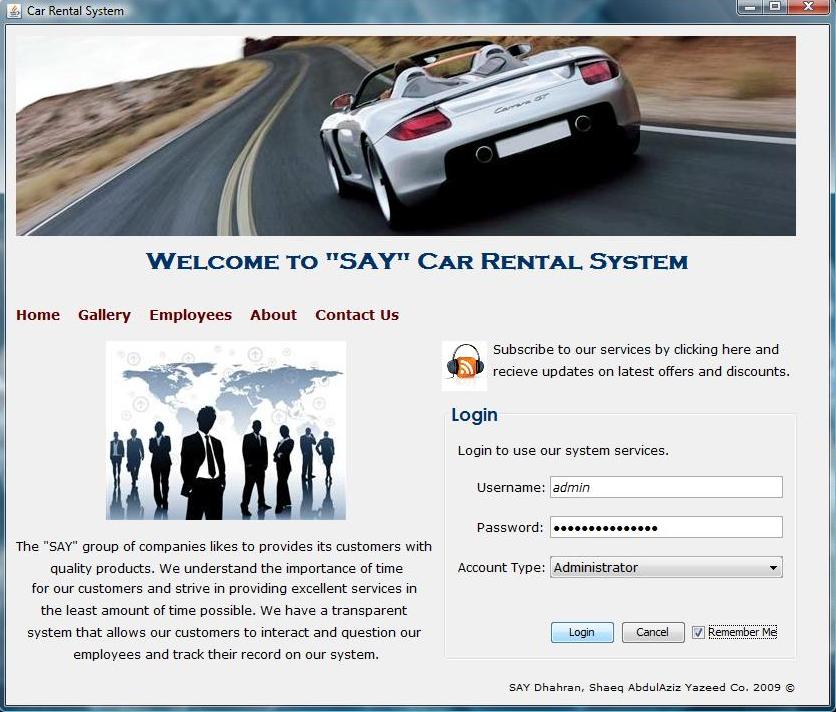 Car Rental System
Carrera GT
Welcome to "SAY" Car Rental System
Home Gallery Employees About Contact Us
Subscribe to our services by clicking here and
recieve updates on latest offers and discounts.
Login
Login to use our system services.
Username: admin
Password: ●●●●●●●●●●●●●●●
Account Type: Administrator
Login Cancel Remember Me
The "SAY" group of companies likes to provides its customers with
quality products. We understand the importance of time
for our customers and strive in providing excellent services in
the least amount of time possible. We have a transparent
system that allows our customers to interact and question our
employees and track their record on our system.
SAY Dhahran, Shaeq AbdulAziz Yazeed Co. 2009 ©